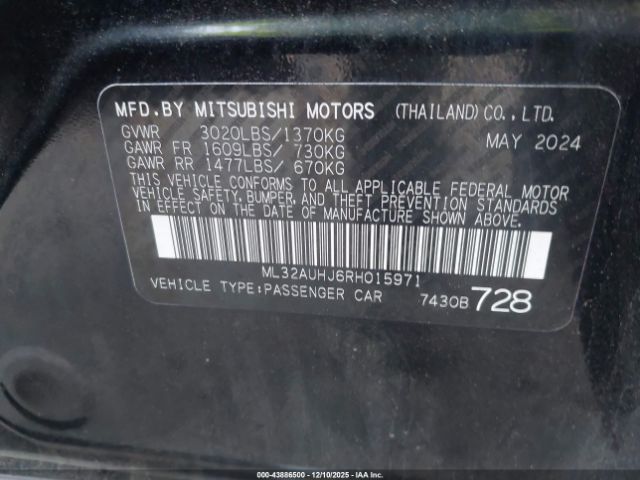 MFD.BY MITSUBISHI MOTORS (THAILAND)CO.,LTD.
GVWR 3020LBS/1370KG MAY 2024
GAWR FR 1609LBS/ 730KG
GAWR RR 1477LBS/ 670KG
THIS VEHICLE CONFORMS TO ALL APPLICABLE FEDERAL MOTOR
VEHICLE SAFETY, BUMPER, AND THEFT PREVENTION STANDARDS
IN EFFECT ON THE DATE OF MANUFACTURE SHOWN ABOVE.
ML32AUHJ6RH015971
VEHICLE TYPE:PASSENGER CAR 7430B 728
000-43886500 - 12/10/2025 - IAA Inc.